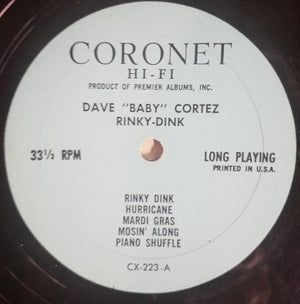 CORONET
HI-FI
PRODUCT OF PREMIER ALBUMS, INC.
DAVE "BABY" CORTEZ
RINKY-DINK
33⅓ RPM
LONG PLAYING
PRINTED IN U.S.A.
RINKY DINK
HURRICANE
MARDI GRAS
MOSIN' ALONG
PIANO SHUFFLE
CX-223-A